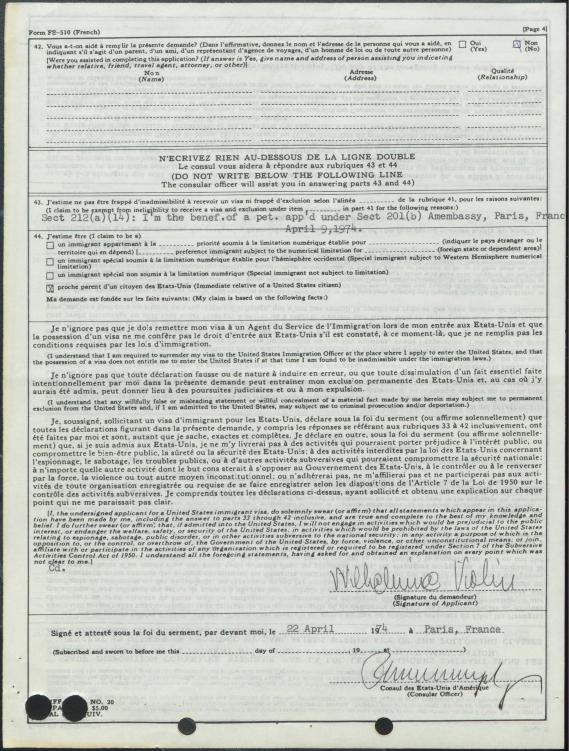 Form FS-510 (French) [Page 4]
42. Vous a-t-on aidé à remplir la présente demande? (Dans l'affirmative, donnez le nom et l'adresse de la personne qui vous a aidé, en
indiquant s'il s'agit d'un parent, d'un ami, d'un représentant d'agence de voyages, d'un homme de loi ou de toute autre personne)
Oui (Yes) Non (No)
[Were you assisted in completing this application? (If answer is Yes, give name and address of person assisting you indicating
whether relative, friend, travel agent, attorney, or other)]
Nom (Name) Adresse (Address) Qualité (Relationship)
N'ECRIVEZ RIEN AU-DESSOUS DE LA LIGNE DOUBLE
Le consul vous aidera à répondre aux rubriques 43 et 44
(DO NOT WRITE BELOW THE FOLLOWING LINE
The consular officer will assist you in answering parts 43 and 44)
43. J'estime ne pas être frappé d'inadmissibilité à recevoir un visa ni frappé d'exclusion selon l'alinéa de la rubrique 41, pour les raisons suivantes:
(I claim to be exempt from ineligibility to receive a visa and exclusion under item in part 41 for the following reasons:)
Sect 212(a)(14): I'm the benef.of a pet. app'd under Sect 201(b) Amembassy, Paris, Franc
April 9,1974.
44. J'estime être (I claim to be a)
un immigrant appartenant à la priorité soumise à la limitation numérique établie pour (indiquer le pays étranger ou le
territoire qui en dépend) [ preference immigrant subject to the numerical limitation for (foreign state or dependent area)]
un immigrant spécial soumis à la limitation numérique établie pour l'hémisphère occidental (Special immigrant subject to Western Hemisphere numerical
limitation)
un immigrant spécial non soumis à la limitation numérique (Special immigrant not subject to limitation)
proche parent d'un citoyen des Etats-Unis (Immediate relative of a United States citizen)
Ma demande est fondée sur les faits suivants: (My claim is based on the following facts:)
Je n'ignore pas que je dois remettre mon visa à un Agent du Service de l'Immigration lors de mon entrée aux Etats-Unis et que
la possession d'un visa ne me confère pas le droit d'entrée aux Etats-Unis s'il est constaté, à ce moment-là, que je ne remplis pas les
conditions requises par les lois d'immigration.
(I understand that I am required to surrender my visa to the United States Immigration Officer at the place where I apply to enter the United States, and that
the possession of a visa does not entitle me to enter the United States if at that time I am found to be inadmissible under the immigration laws.)
Je n'ignore pas que toute déclaration fausse ou de nature à induire en erreur, ou que toute dissimulation d'un fait essentiel faite
intentionnellement par moi dans la présente demande peut entraîner mon exclusion permanente des Etats-Unis et, au cas où j'y
aurais été admis, peut donner lieu à des poursuites judiciaires et à mon expulsion.
(I understand that any willfully false or misleading statement or willful concealment of a material fact made by me herein may subject me to permanent
exclusion from the United States and, if I am admitted to the United States, may subject me to criminal prosecution and/or deportation.)
Je, soussigné, sollicitant un visa d'immigrant pour les Etats-Unis, déclare sous la foi du serment (ou affirme solennellement) que
toutes les déclarations figurant dans la présente demande, y compris les réponses se référant aux rubriques 33 à 42 inclusivement, ont
été faites par moi et sont, autant que je sache, exactes et complètes. Je déclare en outre, sous la foi du serment (ou affirme solennelle-
ment) que, si je suis admis aux Etats-Unis, je ne m'y livrerai pas à des activités qui pourraient porter préjudice à l'intérêt public, ou
compromettre le bien-être public, la sûreté ou la sécurité des Etats-Unis; à des activités interdites par la loi des Etats-Unis concernant
l'espionnage, le sabotage, les troubles publics, ou à d'autres activités subversives qui pourraient compromettre la sécurité nationale;
à n'importe quelle autre activité dont le but consisterait à s'opposer au Gouvernement des Etats-Unis, à le contrôler ou à le renverser
par la force, la violence ou tout autre moyen inconstitutionnel; ou n'adhérerai pas, ne m'affilierai pas et ne participerai pas aux acti-
vités de toute organisation enregistrée ou requise de se faire enregistrer selon les dispositions de l'Article 7 de la Loi de 1950 sur le
contrôle des activités subversives. Je comprends toutes les déclarations ci-dessus, ayant sollicité et obtenu une explication sur chaque
point qui ne me paraissait pas clair.
[I, the undersigned applicant for a United States immigrant visa, do solemnly swear (or affirm) that all statements which appear in this applica-
tion have been made by me, including the answers to parts 33 through 42 inclusive, and are true and complete to the best of my knowledge and
belief. I do further swear (or affirm) that, if admitted into the United States, I will not engage in activities which would be prejudicial to the public
interest, or endanger the welfare, safety, or security of the United States; in activities which would be prohibited by the laws of the United States
relating to espionage, sabotage, public disorder, or in other activities subversive to the national security; in any activity a purpose of which is the
opposition to, or the control, or overthrow of, the Government of the United States, by force, violence, or other unconstitutional means; or join,
affiliate with or participate in the activities of any organization which is registered or required to be registered under Section 7 of the Subversive
Activities Control Act of 1950. I understand all the foregoing statements, having asked for and obtained an explanation on every point which was
not clear to me.]
Wilhelmina Violin
(Signature du demandeur)
(Signature of Applicant)
Signé et attesté sous la foi du serment, par devant moi, le 22 April 1974 à Paris, France
(Subscribed and sworn to before me this day of , 19 at )
Consul des Etats-Unis d'Amérique
(Consular Officer)
NO. 20
$5.00